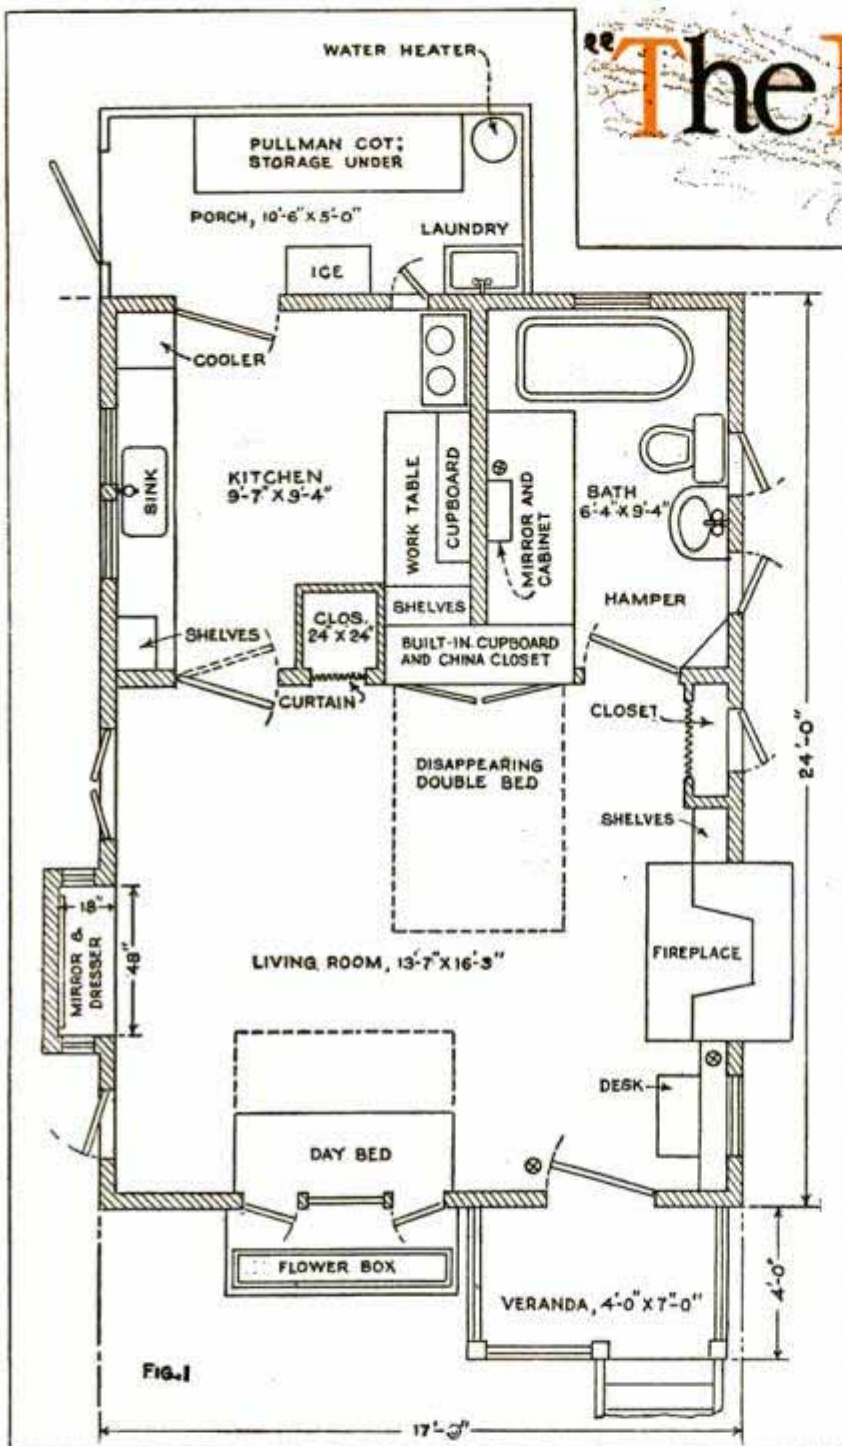 "The
WATER HEATER
PULLMAN COT;
STORAGE UNDER
PORCH, 10'-6" X 5'-0"
LAUNDRY
ICE
COOLER
SINK
KITCHEN
9'-7" X 9'-4"
WORK TABLE
CUPBOARD
MIRROR AND
CABINET
BATH
6'-4" X 9'-4"
HAMPER
SHELVES
CLOS.
24" X 24"
SHELVES
BUILT-IN CUPBOARD
AND CHINA CLOSET
CURTAIN
CLOSET
DISAPPEARING
DOUBLE BED
24'-0"
SHELVES
18"
MIRROR &
DRESSER
48"
LIVING ROOM, 13'-7" X 16'-3"
FIREPLACE
DESK
DAY BED
FLOWER BOX
VERANDA, 4'-0" X 7'-0"
4'-0"
FIG. 1